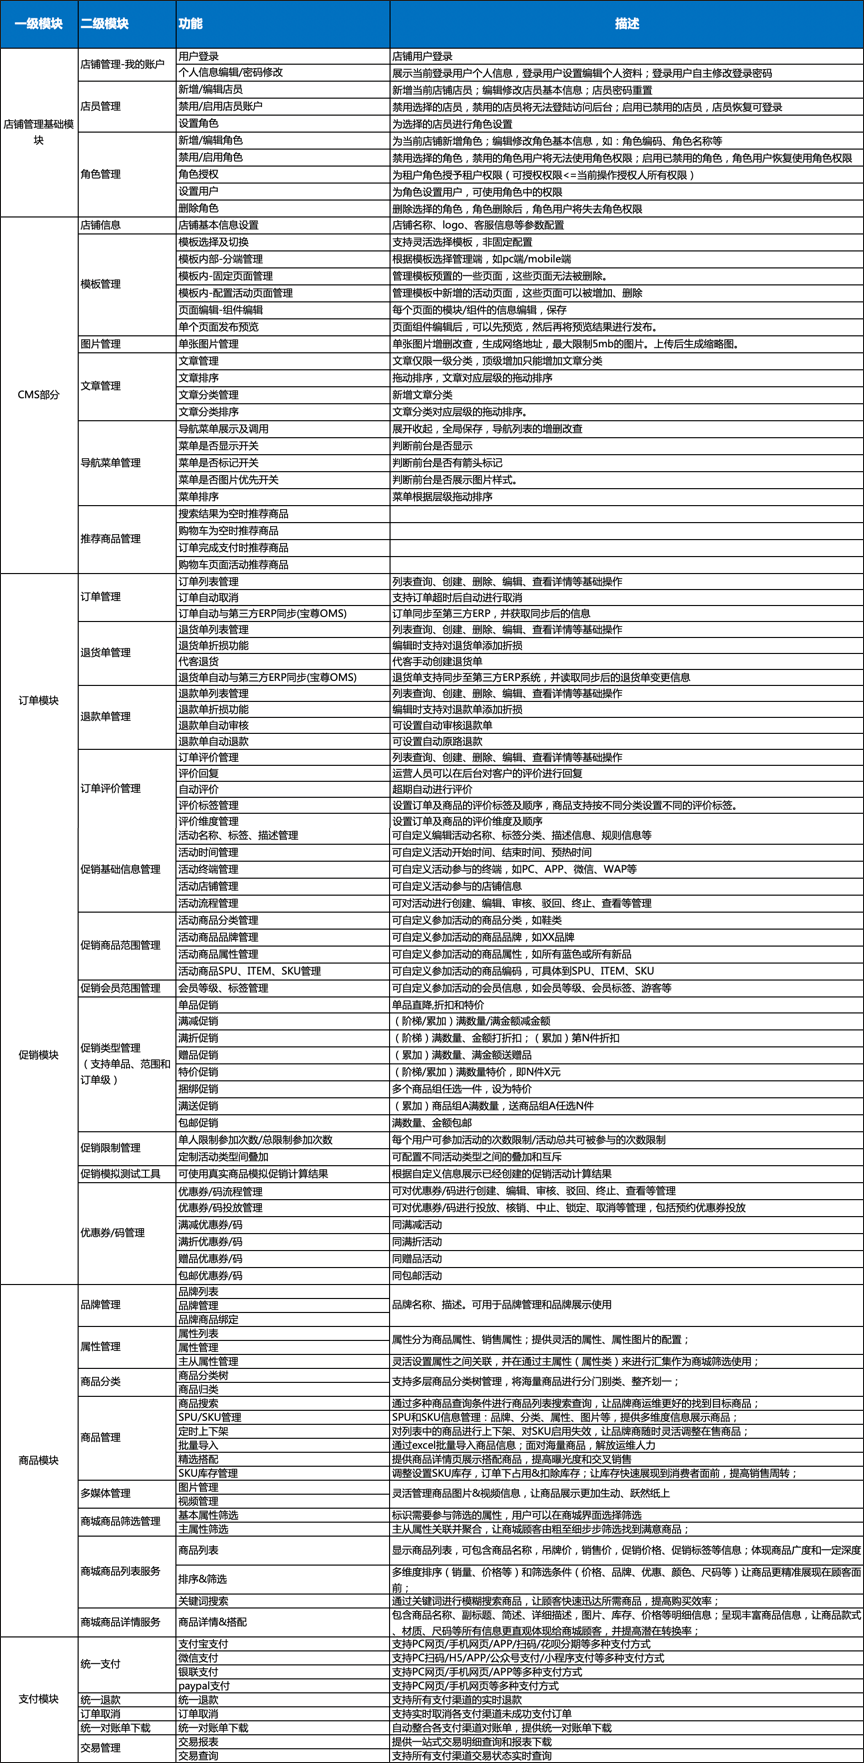 一级模块 二级模块 功能 描述
店铺管理基础模块
店铺管理-我的账户
用户登录 店铺用户登录
个人信息编辑/密码修改 展示当前登录用户个人信息，登录用户设置编辑个人资料；登录用户自主修改登录密码
店员管理
新增/编辑店员 新增当前店铺店员；编辑修改店员基本信息；店员密码重置
禁用/启用店员账户 禁用选择的店员，禁用的店员将无法登陆访问后台；启用已禁用的店员，店员恢复可登录
设置角色 为选择的店员进行角色设置
角色管理
新增/编辑角色 为当前店铺新增角色；编辑修改角色基本信息，如：角色编码、角色名称等
禁用/启用角色 禁用选择的角色，禁用的角色用户将无法使用角色权限；启用已禁用的角色，角色用户恢复使用角色权限
角色授权 为租户角色授予租户权限（可授权权限<=当前操作授权人所有权限）
设置用户 为角色设置用户，可使用角色中的权限
删除角色 删除选择的角色，角色删除后，角色用户将失去角色权限
CMS部分
店铺信息 店铺基本信息设置 店铺名称、logo、客服信息等参数配置
模板管理
模板选择及切换 支持灵活选择模板，非固定配置
模板内部-分端管理 根据模板选择管理端，如pc端/mobile端
模板内-固定页面管理 管理模板预置的一些页面，这些页面无法被删除。
模板内-配置活动页面管理 管理模板中新增的活动页面，这些页面可以被增加、删除
页面编辑-组件编辑 每个页面的模块/组件的信息编辑，保存
单个页面发布预览 页面组件编辑后，可以先预览，然后再将预览结果进行发布。
图片管理 单张图片管理 单张图片增删改查，生成网络地址，最大限制5mb的图片。上传后生成缩略图。
文章管理
文章管理 文章仅限一级分类，顶级增加只能增加文章分类
文章排序 拖动排序，文章对应层级的拖动排序
文章分类管理 新增文章分类
文章分类排序 文章分类对应层级的拖动排序。
导航菜单管理
导航菜单展示及调用 展开收起，全局保存，导航列表的增删改查
菜单是否显示开关 判断前台是否显示
菜单是否标记开关 判断前台是否有箭头标记
菜单是否图片优先开关 判断前台是否展示图片样式。
菜单排序 菜单根据层级拖动排序
推荐商品管理
搜索结果为空时推荐商品
购物车为空时推荐商品
订单完成支付时推荐商品
购物车页面活动推荐商品
订单模块
订单管理
订单列表管理 列表查询、创建、删除、编辑、查看详情等基础操作
订单自动取消 支持订单超时后自动进行取消
订单自动与第三方ERP同步(宝尊OMS) 订单同步至第三方ERP，并获取同步后的信息
退货单管理
退货单列表管理 列表查询、创建、删除、编辑、查看详情等基础操作
退货单折损功能 编辑时支持对退货单添加折损
代客退货 代客手动创建退货单
退货单自动与第三方ERP同步(宝尊OMS) 退货单支持同步至第三方ERP系统，并读取同步后的退货单变更信息
退款单管理
退款单列表管理 列表查询、创建、删除、编辑、查看详情等基础操作
退款单折损功能 编辑时支持对退款单添加折损
退款单自动审核 可设置自动审核退款单
退款单自动退款 可设置自动原路退款
订单评价管理
订单评价管理 列表查询、创建、删除、编辑、查看详情等基础操作
评价回复 运营人员可以在后台对客户的评价进行回复
自动评价 超期自动进行评价
评价标签管理 设置订单及商品的评价标签及顺序，商品支持按不同分类设置不同的评价标签。
评价维度管理 设置订单及商品的评价维度及顺序
促销模块
促销基础信息管理
活动名称、标签、描述管理 可自定义编辑活动名称、标签分类、描述信息、规则信息等
活动时间管理 可自定义活动开始时间、结束时间、预热时间
活动终端管理 可自定义活动参与的终端，如PC、APP、微信、WAP等
活动店铺管理 可自定义活动参与的店铺信息
活动流程管理 可对活动进行创建、编辑、审核、驳回、终止、查看等管理
促销商品范围管理
活动商品分类管理 可自定义参加活动的商品分类，如鞋类
活动商品品牌管理 可自定义参加活动的商品品牌，如XX品牌
活动商品属性管理 可自定义参加活动的商品属性，如所有蓝色或所有新品
活动商品SPU、ITEM、SKU管理 可自定义参加活动的商品编码，可具体到SPU、ITEM、SKU
促销会员范围管理 会员等级、标签管理 可自定义参加活动的会员信息，如会员等级、会员标签、游客等
促销类型管理
（支持单品、范围和订单级）
单品促销 单品直降,折扣和特价
满减促销 （阶梯/累加）满数量/满金额减金额
满折促销 （阶梯）满数量、金额打折扣；（累加）第N件折扣
赠品促销 （累加）满数量、满金额送赠品
特价促销 （阶梯/累加）满数量特价，即N件X元
捆绑促销 多个商品组任选一件，设为特价
满送促销 （累加）商品组A满数量，送商品组A任选N件
包邮促销 满数量、金额包邮
促销限制管理
单人限制参加次数/总限制参加次数 每个用户可参加活动的次数限制/活动总共可被参与的次数限制
定制活动类型间叠加 可配置不同活动类型之间的叠加和互斥
促销模拟测试工具 可使用真实商品模拟促销计算结果 根据自定义信息展示已经创建的促销活动计算结果
优惠券/码管理
优惠券/码流程管理 可对优惠券/码进行创建、编辑、审核、驳回、终止、查看等管理
优惠券/码投放管理 可对优惠券/码进行投放、核销、中止、锁定、取消等管理，包括预约优惠券投放
满减优惠券/码 同满减活动
满折优惠券/码 同满折活动
赠品优惠券/码 同赠品活动
包邮优惠券/码 同包邮活动
商品模块
品牌管理
品牌列表
品牌管理 品牌名称、描述。可用于品牌管理和品牌展示使用
品牌商品绑定
属性管理
属性列表
属性管理 属性分为商品属性、销售属性；提供灵活的属性、属性图片的配置；
主从属性管理 灵活设置属性之间关联，并在通过主属性（属性类）来进行汇集作为商城筛选使用；
商品分类
商品分类树 支持多层商品分类树管理，将海量商品进行分门别类、整齐划一；
商品归类
商品管理
商品搜索 通过多种商品查询条件进行商品列表搜索查询，让品牌商运维更好的找到目标商品；
SPU/SKU管理 SPU和SKU信息管理：品牌、分类、属性、图片等，提供多维度信息展示商品；
定时上下架 对列表中的商品进行上下架、对SKU启用失效，让品牌商随时灵活调整在售商品；
批量导入 通过excel批量导入商品信息；面对海量商品，解放运维人力
精选搭配 提供商品详情页展示搭配商品，提高曝光度和交叉销售
SKU库存管理 调整设置SKU库存，订单下占用&扣除库存；让库存快速展现到消费者面前，提高销售周转；
多媒体管理
图片管理 灵活管理商品图片&视频信息，让商品展示更加生动、跃然纸上
视频管理
商城商品筛选管理
基本属性筛选 标识需要参与筛选的属性，用户可以在商城界面选择筛选
主属性筛选 主从属性关联并聚合，让商城顾客由粗至细步步筛选找到满意商品；
商城商品列表服务
商品列表 显示商品列表，可包含商品名称，吊牌价，销售价，促销价格、促销标签等信息；体现商品广度和一定深度
排序&筛选 多维度排序（销量、价格等）和筛选条件（价格、品牌、优惠、颜色、尺码等）让商品更精准展现在顾客面前；
关键词搜索 通过关键词进行模糊搜索商品，让顾客快速迅达所需商品，提高购买效率；
商城商品详情服务 商品详情&搭配 包含商品名称、副标题、简述、详细描述，图片、库存、价格等明细信息；呈现丰富商品信息，让商品款式、材质、尺码等所有信息更直观体现给商城顾客，并提高潜在转换率；
支付模块
统一支付
支付宝支付 支持PC网页/手机网页/APP/扫码/花呗分期等多种支付方式
微信支付 支持PC扫码/H5/APP/公众号支付/小程序支付等多种支付方式
银联支付 支持PC网页/手机网页/APP等多种支付方式
paypal支付 支持PC网页/手机网页等多种支付方式
统一退款 统一退款 支持所有支付渠道的实时退款
订单取消 订单取消 支持实时取消各支付渠道未成功支付订单
统一对账单下载 统一对账单下载 自动整合各支付渠道对账单，提供统一对账单下载
交易管理
交易报表 提供一站式交易明细查询和报表下载
交易查询 支持所有支付渠道交易状态实时查询